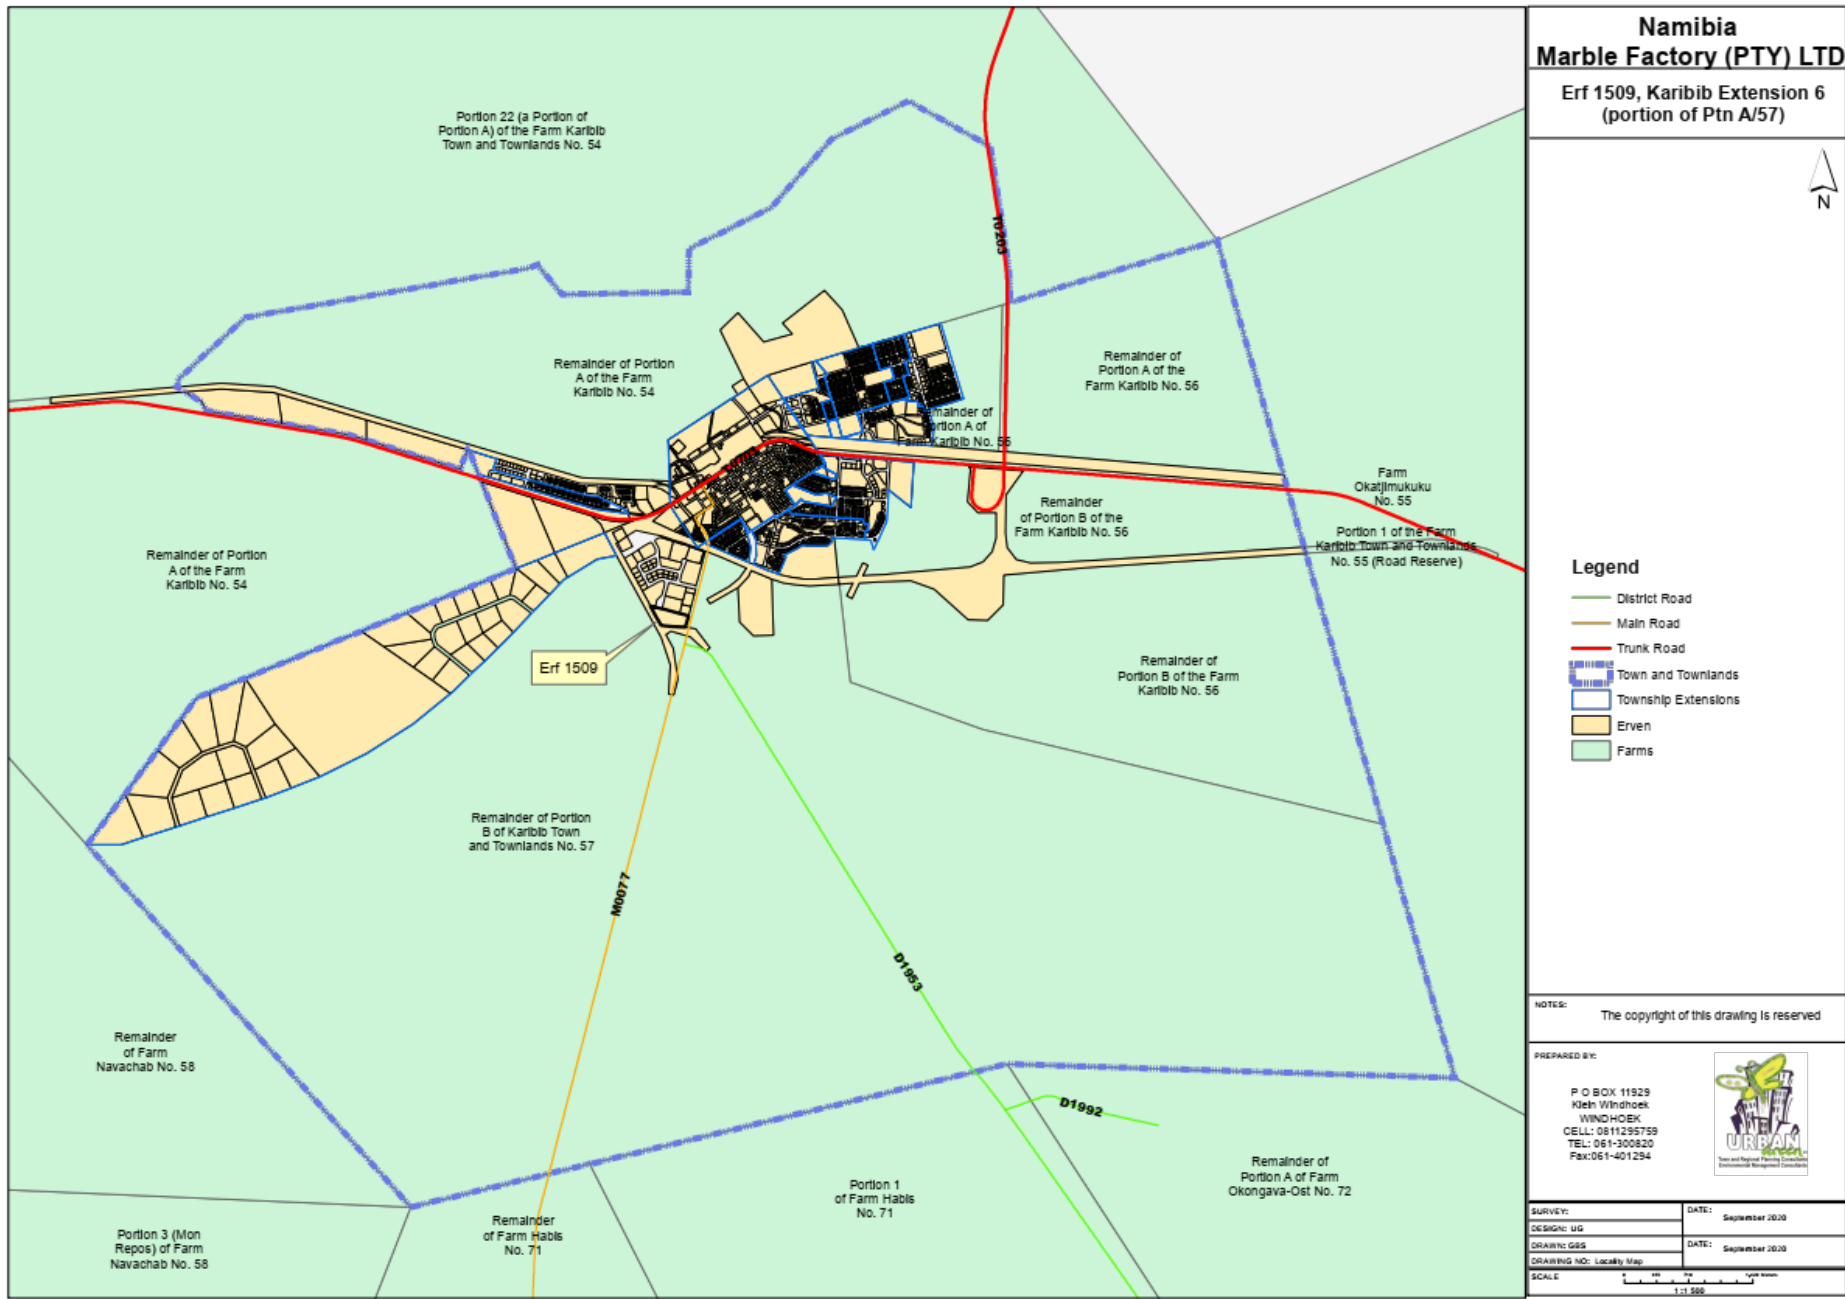 Namibia
Marble Factory (PTY) LTD
Erf 1509, Karibib Extension 6
(portion of Ptn A/57)
N
Portion 22 (a Portion of
Portion A) of the Farm Karibib
Town and Townlands No. 54
T0203
Remainder of Portion
A of the Farm
Karibib No. 54
Remainder of
Portion A of the
Farm Karibib No. 56
Remainder of
Portion A of
Farm Karibib No. 56
Farm
Okatjimukuku
No. 55
Remainder
of Portion B of the
Farm Karibib No. 56
Portion 1 of the Farm
Karibib Town and Townlands
No. 55 (Road Reserve)
Remainder of Portion
A of the Farm
Karibib No. 54
Erf 1509
Remainder of
Portion B of the Farm
Karibib No. 56
Remainder of Portion
B of Karibib Town
and Townlands No. 57
M0077
D1953
Remainder
of Farm
Navachab No. 58
D1992
Remainder of
Portion A of Farm
Okongava-Ost No. 72
Portion 1
of Farm Habis
No. 71
Remainder
of Farm Habis
No. 71
Portion 3 (Mon
Repos) of Farm
Navachab No. 58
Legend
District Road
Main Road
Trunk Road
Town and Townlands
Township Extensions
Erven
Farms
NOTES:
The copyright of this drawing is reserved
PREPARED BY:
P O BOX 11929
Klein Windhoek
WINDHOEK
CELL: 0811295759
TEL: 061-300820
Fax:061-401294
URBAN
green
Town and Regional Planning Consultants
Environmental Management Consultants
SURVEY:
DATE: September 2020
DESIGN: UG
DRAWN: GBS
DATE: September 2020
DRAWING NO: Locality Map
SCALE